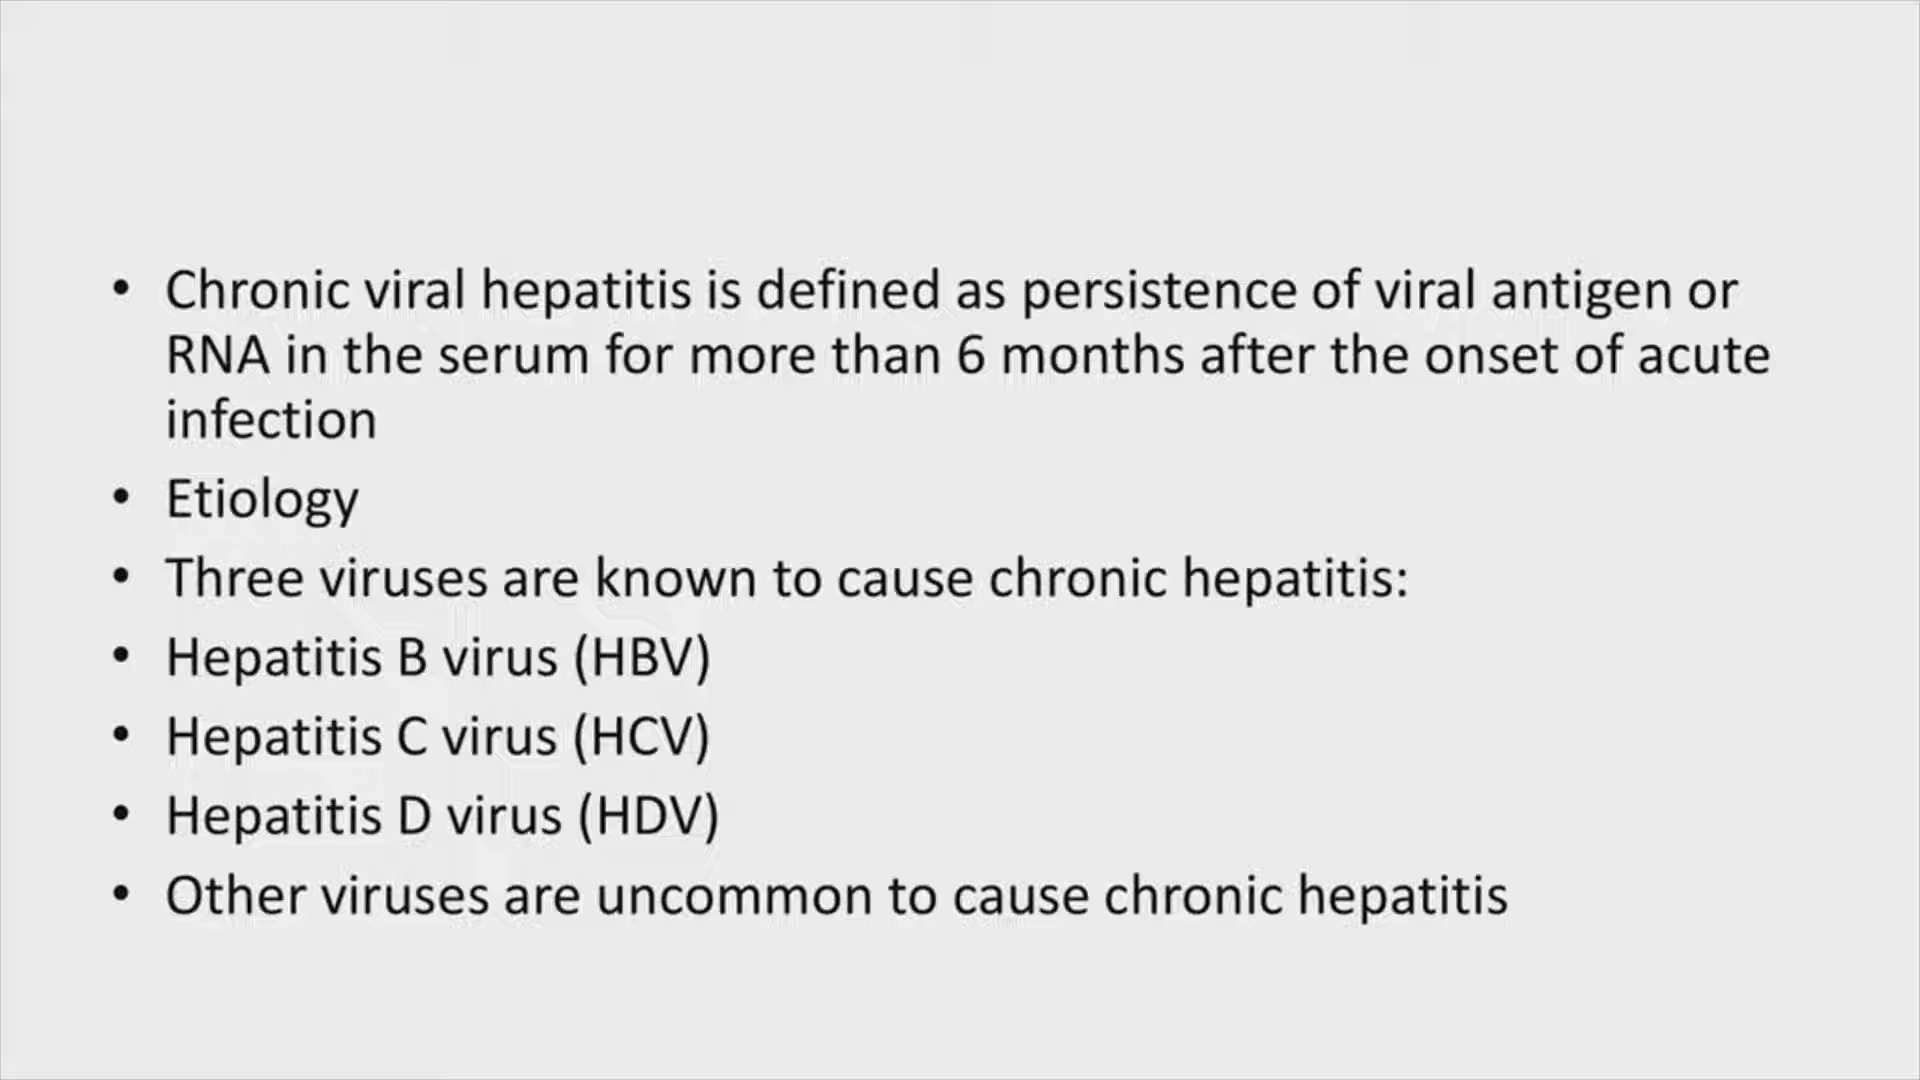 • Chronic viral hepatitis is defined as persistence of viral antigen or
RNA in the serum for more than 6 months after the onset of acute
infection
• Etiology
• Three viruses are known to cause chronic hepatitis:
• Hepatitis B virus (HBV)
• Hepatitis C virus (HCV)
• Hepatitis D virus (HDV)
• Other viruses are uncommon to cause chronic hepatitis